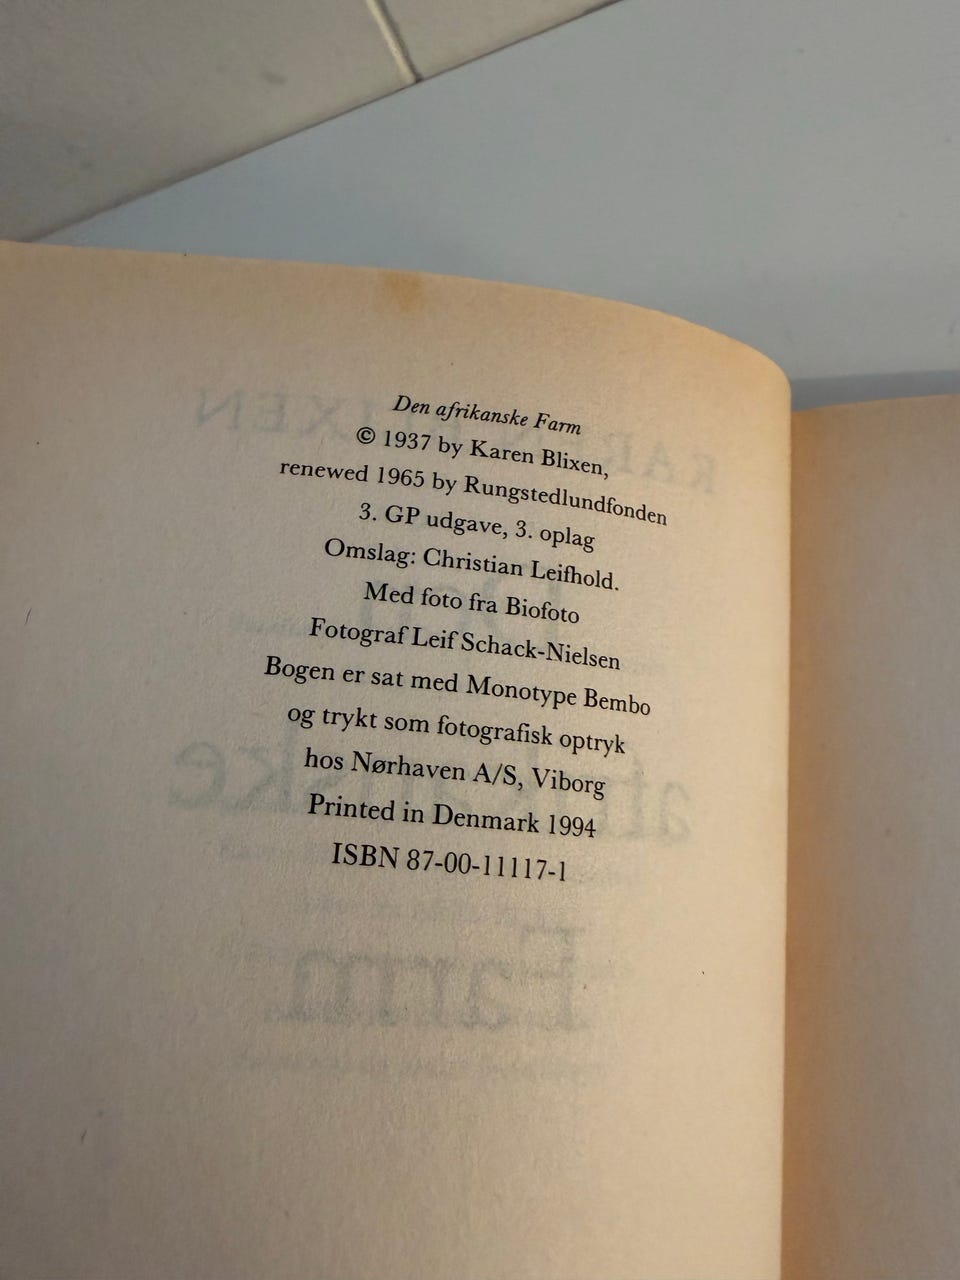 Den afrikanske Farm
© 1937 by Karen Blixen,
renewed 1965 by Rungstedlundfonden
3. GP udgave, 3. oplag
Omslag: Christian Leifhold.
Med foto fra Biofoto
Fotograf Leif Schack-Nielsen
Bogen er sat med Monotype Bembo
og trykt som fotografisk optryk
hos Nørhaven A/S, Viborg
Printed in Denmark 1994
ISBN 87-00-11117-1